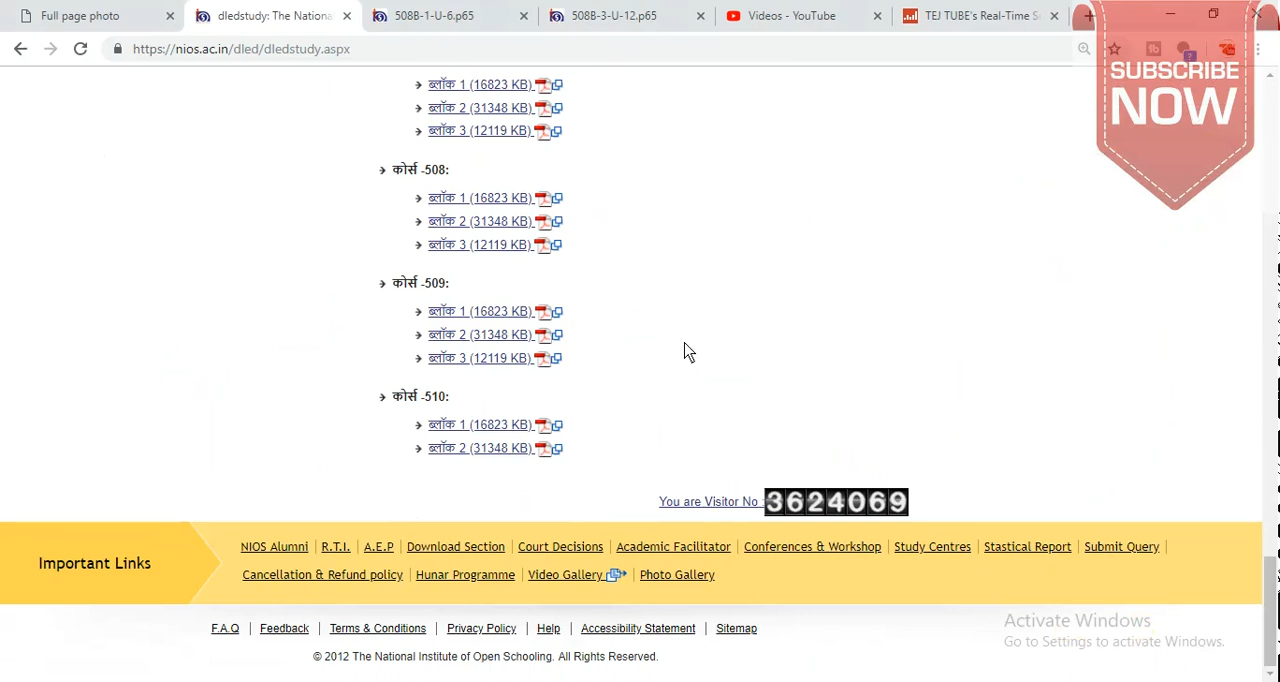 Full page photo
dledstudy: The Nationa
508B-1-U-6.p65
508B-3-U-12.p65
Videos - YouTube
TEJ TUBE's Real-Time S
https://nios.ac.in/dled/dledstudy.aspx
SUBSCRIBE
NOW
ब्लॉक 1 (16823 KB)
ब्लॉक 2 (31348 KB)
ब्लॉक 3 (12119 KB)
कोर्स -508:
ब्लॉक 1 (16823 KB)
ब्लॉक 2 (31348 KB)
ब्लॉक 3 (12119 KB)
कोर्स -509:
ब्लॉक 1 (16823 KB)
ब्लॉक 2 (31348 KB)
ब्लॉक 3 (12119 KB)
कोर्स -510:
ब्लॉक 1 (16823 KB)
ब्लॉक 2 (31348 KB)
You are Visitor No : 3624069
Important Links
NIOS Alumni | R.T.I. | A.E.P | Download Section | Court Decisions | Academic Facilitator | Conferences & Workshop | Study Centres | Stastical Report | Submit Query |
Cancellation & Refund policy | Hunar Programme | Video Gallery | Photo Gallery
F.A.Q | Feedback | Terms & Conditions | Privacy Policy | Help | Accessibility Statement | Sitemap
© 2012 The National Institute of Open Schooling. All Rights Reserved.
Activate Windows
Go to Settings to activate Windows.